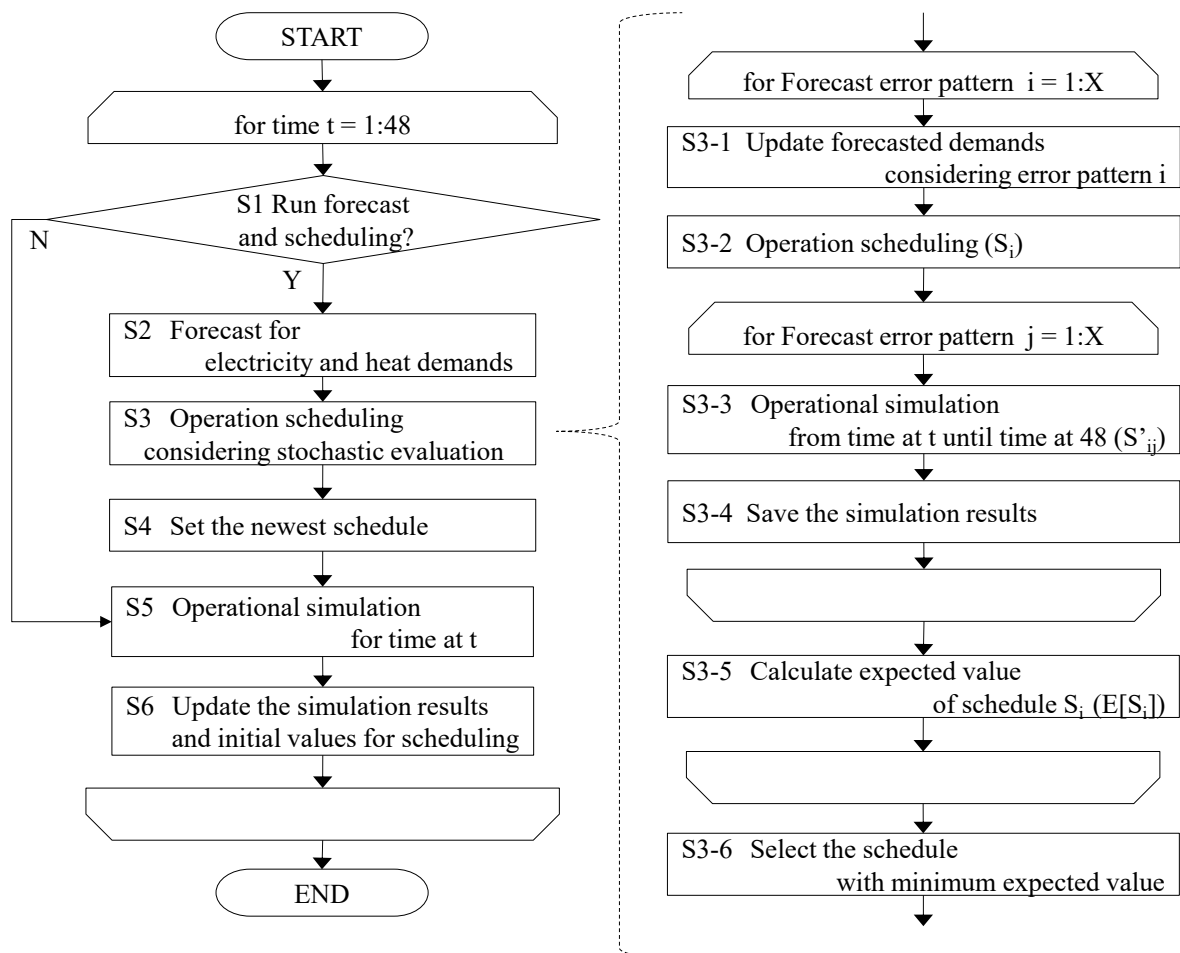 START
for time t = 1:48
S1 Run forecast
and scheduling?
N
Y
S2 Forecast for
electricity and heat demands
S3 Operation scheduling
considering stochastic evaluation
S4 Set the newest schedule
S5 Operational simulation
for time at t
S6 Update the simulation results
and initial values for scheduling
END
for Forecast error pattern i = 1:X
S3-1 Update forecasted demands
considering error pattern i
S3-2 Operation scheduling (Si)
for Forecast error pattern j = 1:X
S3-3 Operational simulation
from time at t until time at 48 (S’ij)
S3-4 Save the simulation results
S3-5 Calculate expected value
of schedule Si (E[Si])
S3-6 Select the schedule
with minimum expected value